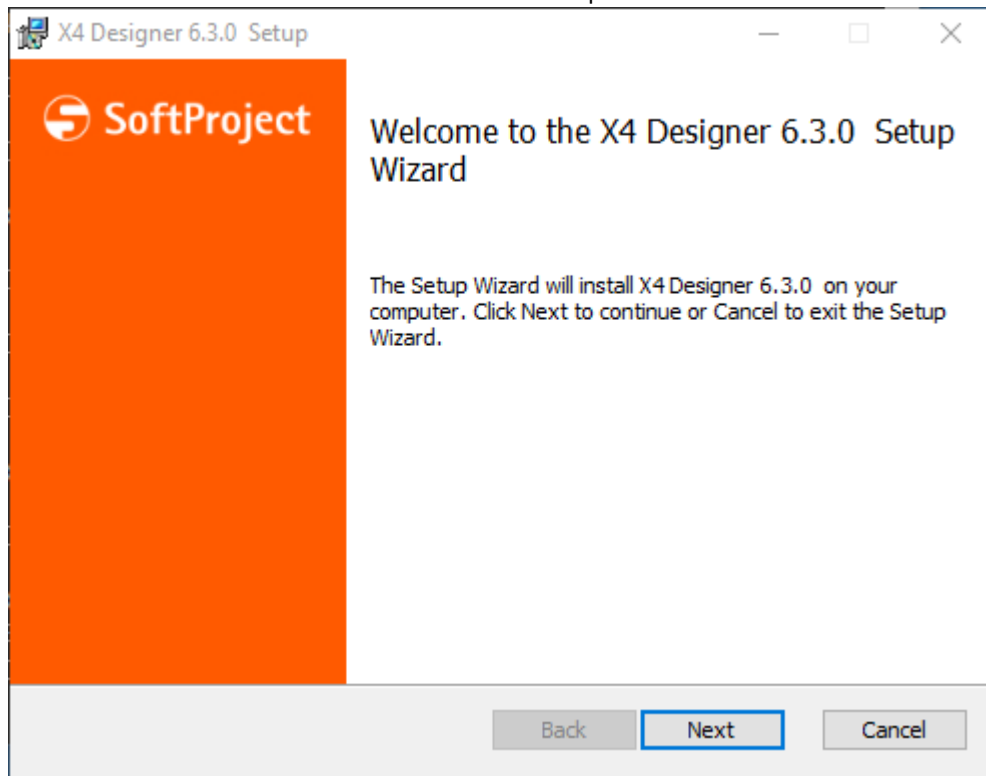 X4 Designer 6.3.0  Setup
SoftProject
Welcome to the X4 Designer 6.3.0  Setup
Wizard
The Setup Wizard will install X4 Designer 6.3.0  on your
computer. Click Next to continue or Cancel to exit the Setup
Wizard.
Back
Next
Cancel